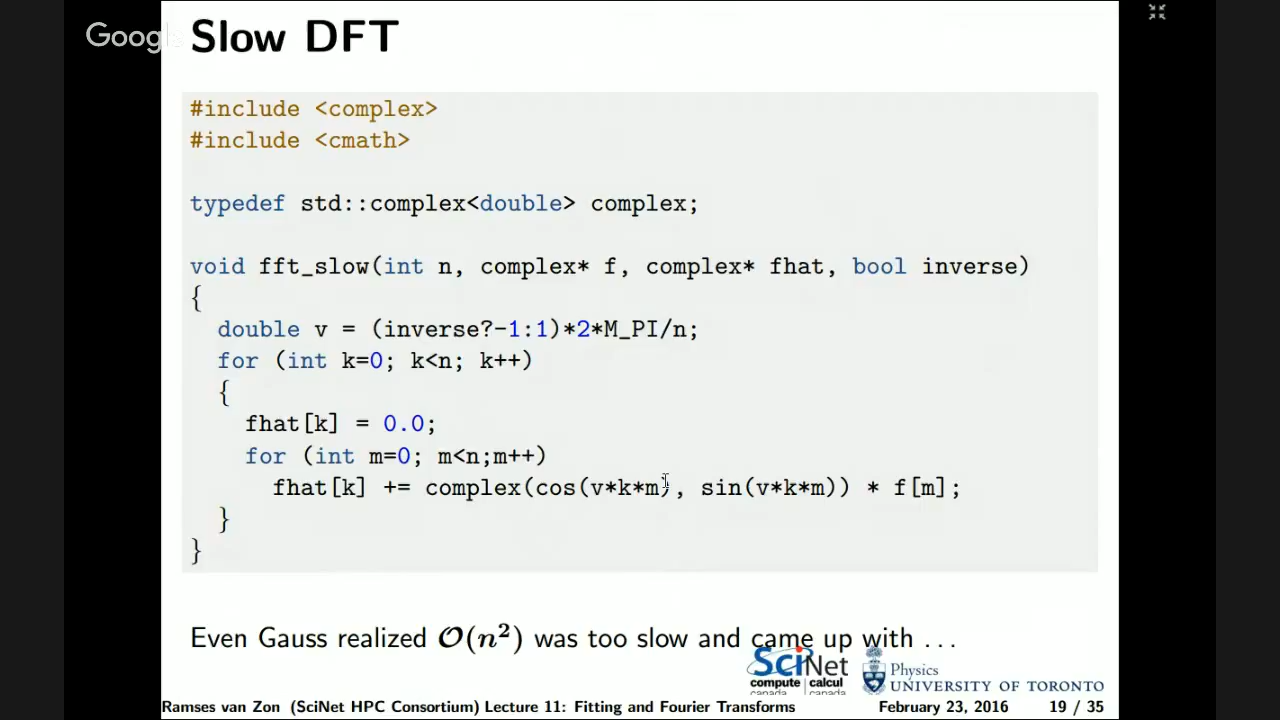 Google
Slow DFT
#include <complex>
#include <cmath>
typedef std::complex<double> complex;
void fft_slow(int n, complex* f, complex* fhat, bool inverse)
{
double v = (inverse?-1:1)*2*M_PI/n;
for (int k=0; k<n; k++)
{
fhat[k] = 0.0;
for (int m=0; m<n;m++)
fhat[k] += complex(cos(v*k*m), sin(v*k*m)) * f[m];
}
}
Even Gauss realized 𝒪(n²) was too slow and came up with ...
SciNet
compute | calcul
canada | canada
Physics
UNIVERSITY OF TORONTO
Ramses van Zon (SciNet HPC Consortium) Lecture 11: Fitting and Fourier Transforms February 23, 2016 19 / 35